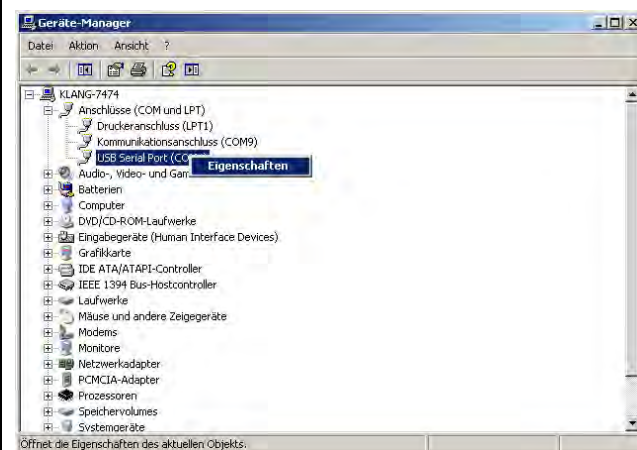 Geräte-Manager
Datei Aktion Ansicht ?
KLANG-7474
Anschlüsse (COM und LPT)
Druckeranschluss (LPT1)
Kommunikationsanschluss (COM9)
USB Serial Port
Eigenschaften
Audio-, Video- und
Batterien
Computer
DVD/CD-ROM-Laufwerke
Eingabegeräte (Human Interface Devices)
Grafikkarte
IDE ATA/ATAPI-Controller
IEEE 1394 Bus-Hostcontroller
Laufwerke
Mäuse und andere Zeigegeräte
Modems
Monitore
Netzwerkadapter
PCMCIA-Adapter
Prozessoren
Speichervolumes
Systemgeräte
Öffnet die Eigenschaften des aktuellen Objekts.